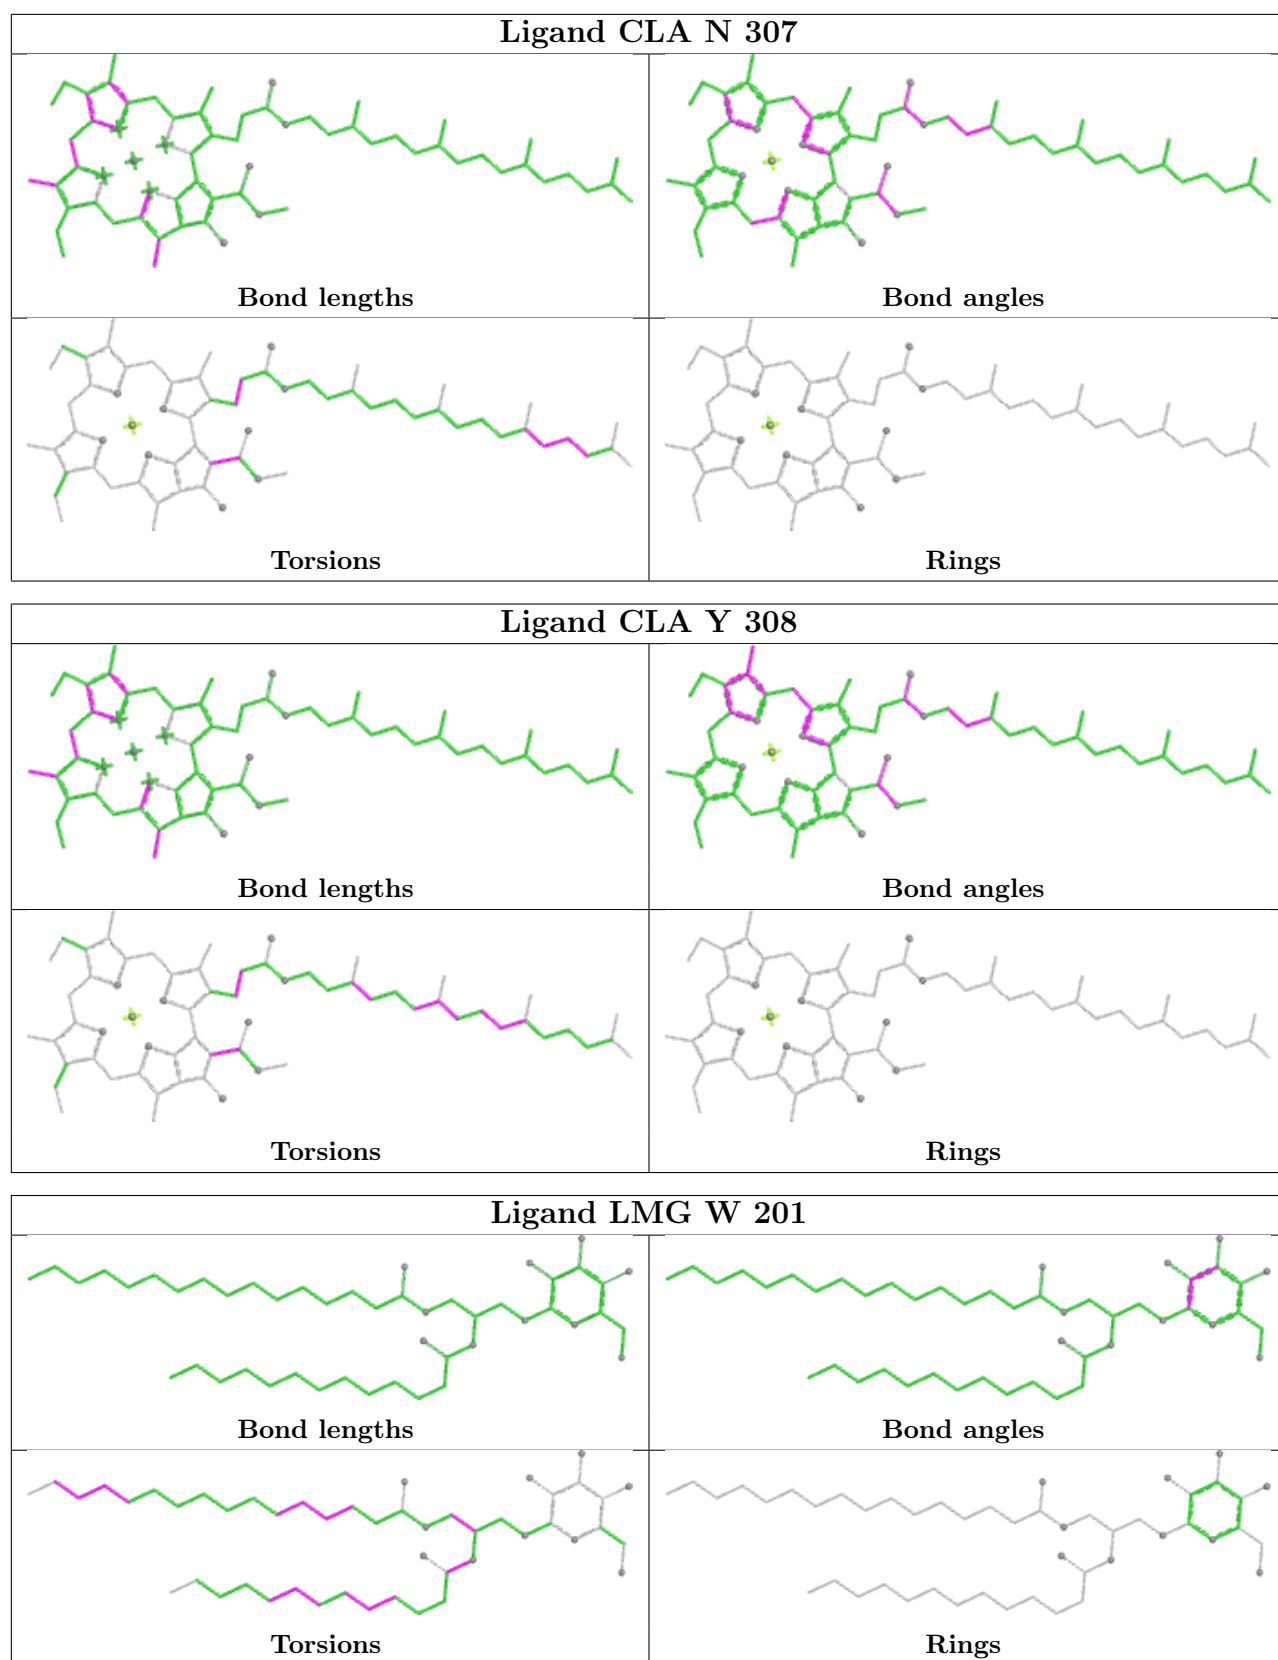 Ligand CLA N 307
Bond lengths
Bond angles
Torsions
Rings
Ligand CLA Y 308
Bond lengths
Bond angles
Torsions
Rings
Ligand LMG W 201
Bond lengths
Bond angles
Torsions
Rings